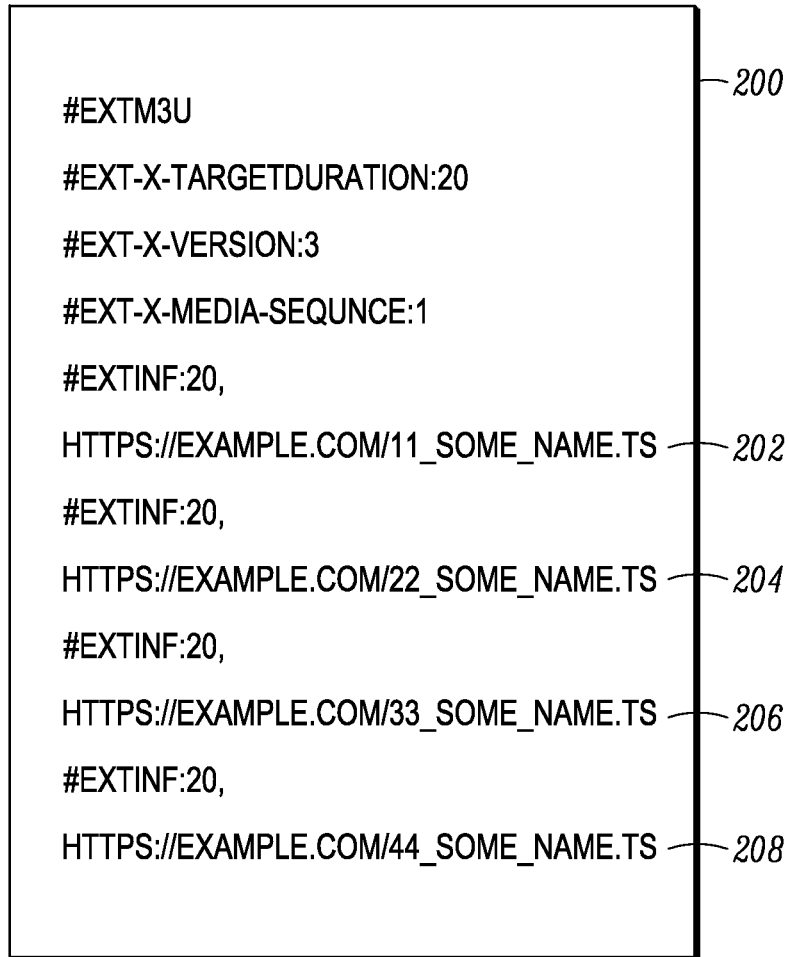 200
#EXTM3U
#EXT-X-TARGETDURATION:20
#EXT-X-VERSION:3
#EXT-X-MEDIA-SEQUNCE:1
#EXTINF:20,
HTTPS://EXAMPLE.COM/11_SOME_NAME.TS 202
#EXTINF:20,
HTTPS://EXAMPLE.COM/22_SOME_NAME.TS 204
#EXTINF:20,
HTTPS://EXAMPLE.COM/33_SOME_NAME.TS 206
#EXTINF:20,
HTTPS://EXAMPLE.COM/44_SOME_NAME.TS 208